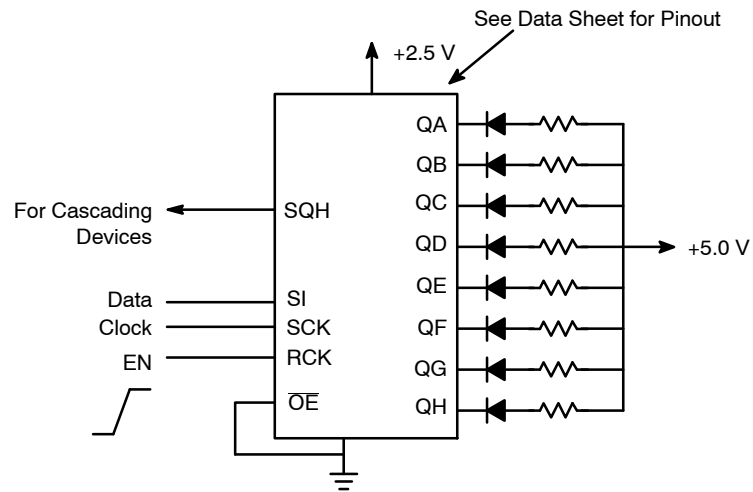 See Data Sheet for Pinout
+2.5 V
QA
QB
QC
QD
QE
QF
QG
QH
+5.0 V
For Cascading
Devices
SQH
Data
SI
Clock
SCK
EN
RCK
OE